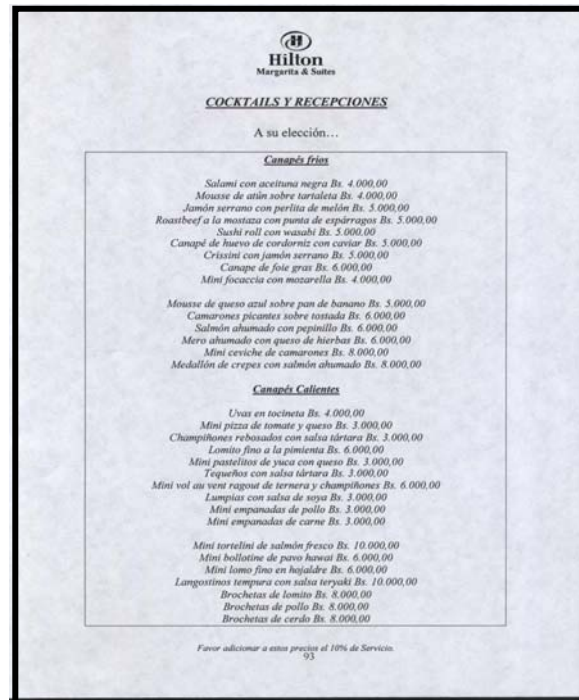 Hilton
Margarita & Suites
COCKTAILS Y RECEPCIONES
A su elección…
Canapés fríos
Salami con aceituna negra Bs. 4.000,00
Mousse de atún sobre tartaleta Bs. 4.000,00
Jamón serrano con perlita de melón Bs. 5.000,00
Roastbeef a la mostaza con punta de espárragos Bs. 5.000,00
Sushi roll con wasabi Bs. 5.000,00
Canapé de huevo de cordorniz con caviar Bs. 5.000,00
Crissini con jamón serrano Bs. 5.000,00
Canape de foie gras Bs. 6.000,00
Mini focaccia con mozarella Bs. 4.000,00
Mousse de queso azul sobre pan de banano Bs. 5.000,00
Camarones picantes sobre tostada Bs. 6.000,00
Salmón ahumado con pepinillo Bs. 6.000,00
Mero ahumado con queso de hierbas Bs. 6.000,00
Mini ceviche de camarones Bs. 8.000,00
Medallón de crepes con salmón ahumado Bs. 8.000,00
Canapés Calientes
Uvas en tocineta Bs. 4.000,00
Mini pizza de tomate y queso Bs. 3.000,00
Champiñones rebosados con salsa tártara Bs. 3.000,00
Lomito fino a la pimienta Bs. 6.000,00
Mini pastelitos de yuca con queso Bs. 3.000,00
Tequeños con salsa tártara Bs. 3.000,00
Mini vol au vent ragout de ternera y champiñones Bs. 6.000,00
Lumpias con salsa de soya Bs. 3.000,00
Mini empanadas de pollo Bs. 3.000,00
Mini empanadas de carne Bs. 3.000,00
Mini tortelini de salmón fresco Bs. 10.000,00
Mini bollotine de pavo hawai Bs. 6.000,00
Mini lomo fino en hojaldre Bs. 6.000,00
Langostinos tempura con salsa teryaki Bs. 10.000,00
Brochetas de lomito Bs. 8.000,00
Brochetas de pollo Bs. 8.000,00
Brochetas de cerdo Bs. 8.000,00
Favor adicionar a estos precios el 10% de Servicio.
93